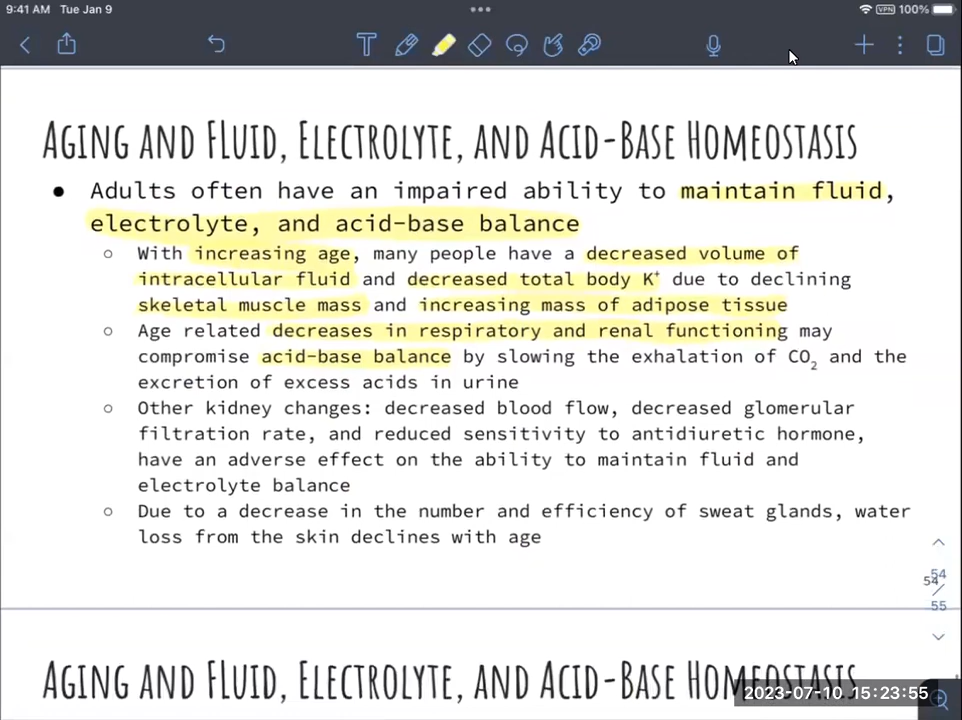 9:41 AM Tue Jan 9
VPN 100%
AGING AND FLUID, ELECTROLYTE, AND ACID-BASE HOMEOSTASIS
● Adults often have an impaired ability to maintain fluid,
electrolyte, and acid-base balance
○ With increasing age, many people have a decreased volume of
intracellular fluid and decreased total body K⁺ due to declining
skeletal muscle mass and increasing mass of adipose tissue
○ Age related decreases in respiratory and renal functioning may
compromise acid-base balance by slowing the exhalation of CO₂ and the
excretion of excess acids in urine
○ Other kidney changes: decreased blood flow, decreased glomerular
filtration rate, and reduced sensitivity to antidiuretic hormone,
have an adverse effect on the ability to maintain fluid and
electrolyte balance
○ Due to a decrease in the number and efficiency of sweat glands, water
loss from the skin declines with age
54
54
/
55
AGING AND FLUID, ELECTROLYTE, AND ACID-BASE HOMEOSTASIS
2023-07-10 15:23:55